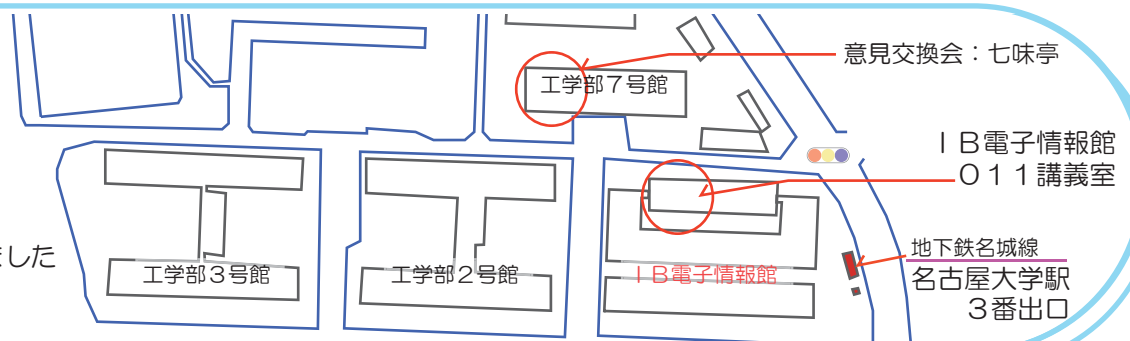 意見交換会：七味亭
工学部７号館
ＩＢ電子情報館
０１１講義室
した
工学部３号館
工学部２号館
ＩＢ電子情報館
地下鉄名城線
名古屋大学駅
３番出口